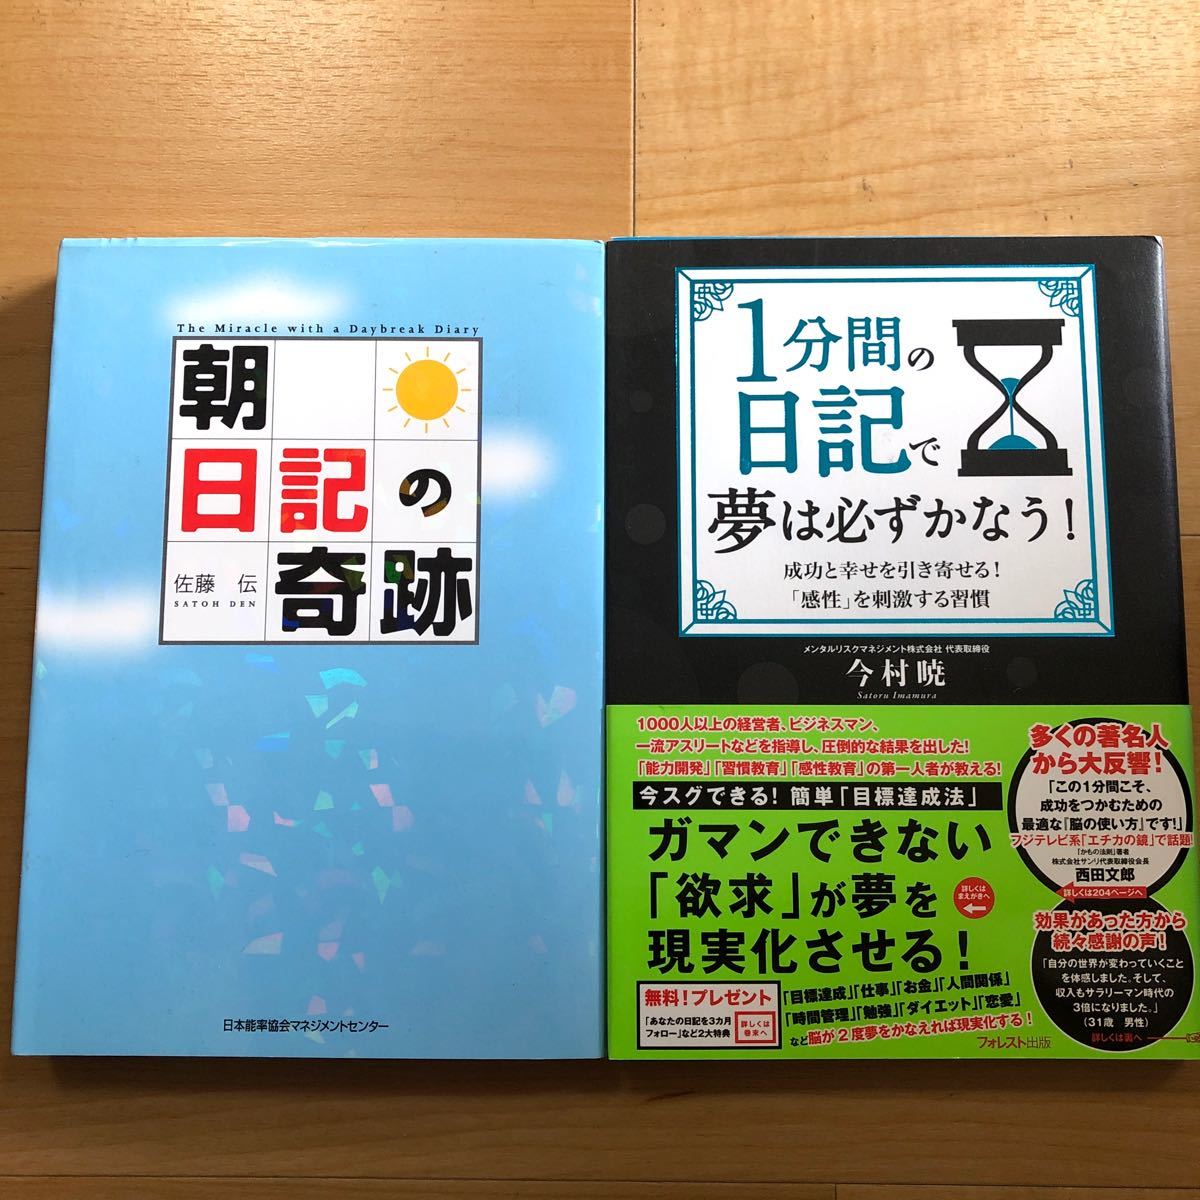 The Miracle with a Daybreak Diary
朝
日記の
奇跡
佐藤 伝
SATOH DEN
日本能率協会マネジメントセンター
1分間の
日記で
夢は必ずかなう!
成功と幸せを引き寄せる!
「感性」を刺激する習慣
メンタルリスクマネジメント株式会社 代表取締役
今村暁
Satoru Imamura
1000人以上の経営者、ビジネスマン、
一流アスリートなどを指導し、圧倒的な結果を出した!
「能力開発」「習慣教育」「感性教育」の第一人者が教える!
今スグできる! 簡単「目標達成法」
ガマンできない
「欲求」が夢を
現実化させる!
詳しくは
まえがきへ
無料!プレゼント
「あなたの日記を3カ月
フォロー」など2大特典
詳しくは
巻末へ
「目標達成」「仕事」「お金」「人間関係」
「時間管理」「勉強」「ダイエット」「恋愛」
など脳が2度夢をかなえれば現実化する!
フォレスト出版
多くの著名人
から大反響!
「この1分間こそ、
成功をつかむための
最適な『脳の使い方』です!」
フジテレビ系「エチカの鏡」で話題!
「かもの法則」著者
株式会社サンリ代表取締役会長
西田文郎
詳しくは204ページへ
効果があった方から
続々感謝の声!
「自分の世界が変わっていくこと
を体感しました。そして、
収入もサラリーマン時代の
3倍になりました。」
(31歳 男性)
詳しくは裏へ